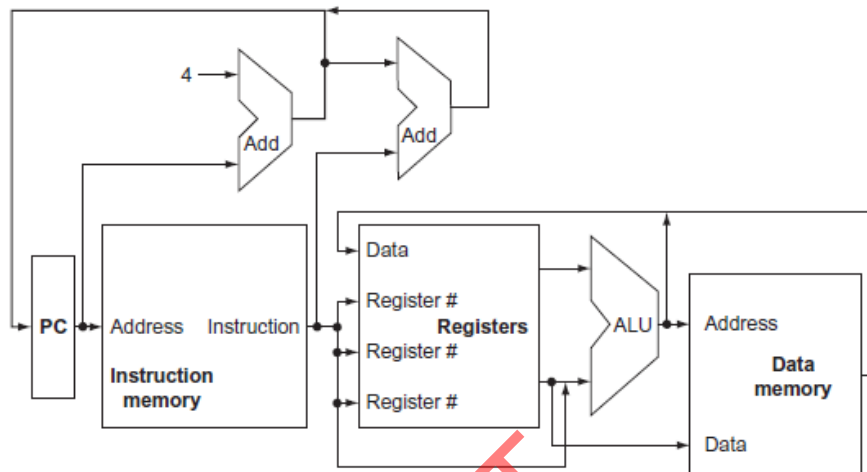 4
Add
Add
Data
Register #
Registers
Register #
Register #
PC
Address
Instruction
Instruction
memory
ALU
Address
Data
memory
Data
T